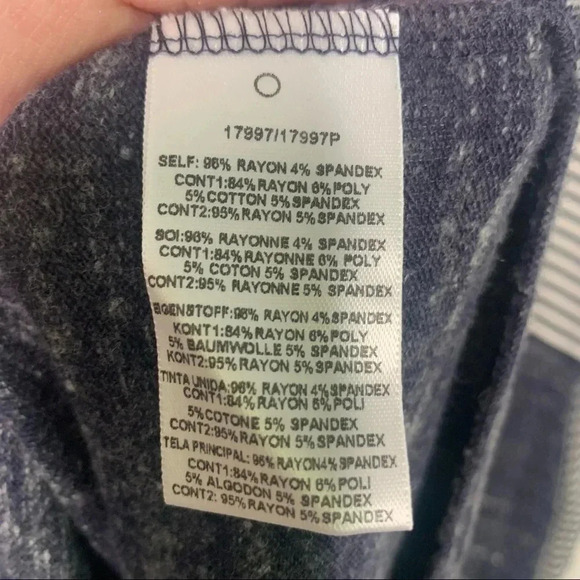 17997/17997P
SELF: 96% RAYON 4% SPANDEX
CONT1:84% RAYON 6% POLY
5% COTTON 5% SPANDEX
CONT2:95% RAYON 5% SPANDEX
SOI:96% RAYONNE 4% SPANDEX
CONT1:84% RAYONNE 6% POLY
5% COTON 5% SPANDEX
CONT2:95% RAYONNE 5% SPANDEX
EIGENSTOFF:96% RAYON 4% SPANDEX
KONT1:84% RAYON 6% POLY
5% BAUMWOLLE 5% SPANDEX
KONT2:95% RAYON 5% SPANDEX
TINTA UNIDA:96% RAYON 4% SPANDEX
CONT1:84% RAYON 6% POLI
5% COTONE 5% SPANDEX
CONT2:95% RAYON 5% SPANDEX
TELA PRINCIPAL: 96% RAYON4% SPANDEX
CONT1:84% RAYON 6% POLI
5% ALGODON 5% SPANDEX
CONT2: 95% RAYON 5% SPANDEX